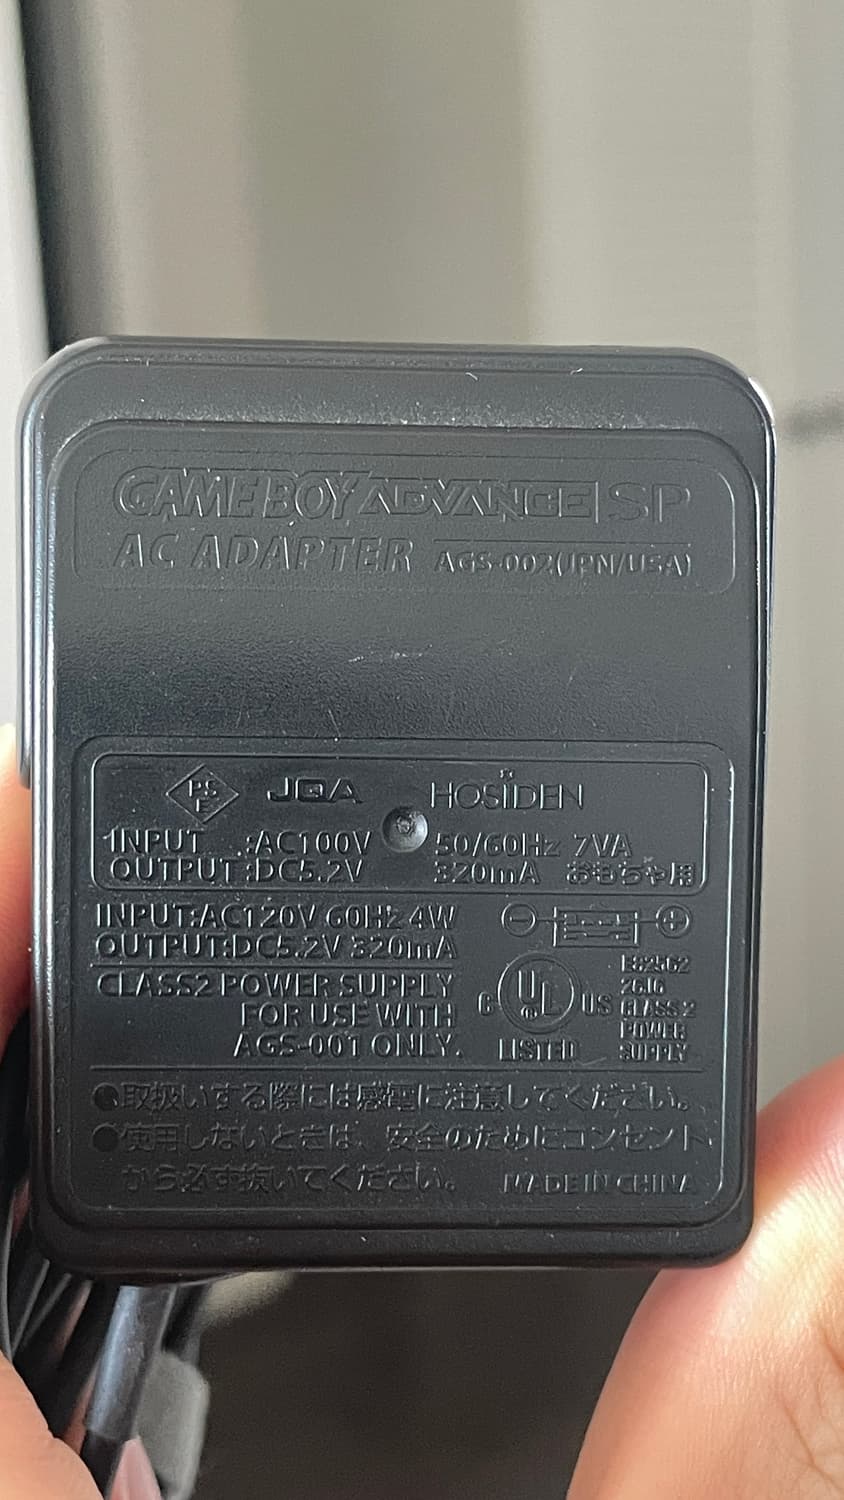 GAME BOY ADVANCE SP
AC ADAPTER AGS-002(JPN/USA)
PS E JQA HOSIDEN
INPUT :AC100V 50/60Hz 7VA
OUTPUT :DC5.2V 320mA おもちゃ用
INPUT:AC120V 60Hz 4W
OUTPUT:DC5.2V 320mA
CLASS2 POWER SUPPLY
FOR USE WITH
AGS-001 ONLY.
C UL US
LISTED
CLASS 2
POWER
SUPPLY
●取扱いする際には感電に注意してください。
●使用しないときは、安全のためにコンセント
から必ず抜いてください。 MADE IN CHINA